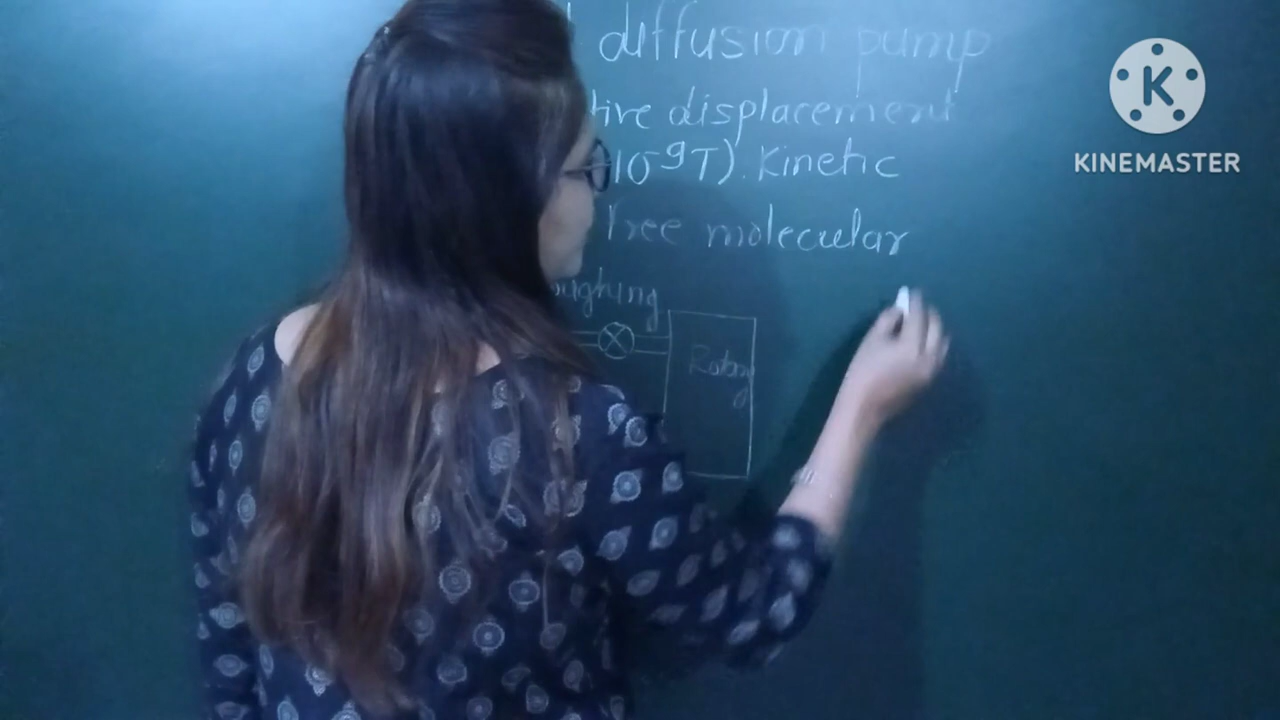 diffusion pump
tive displacement
10⁻⁹T). Kinetic
free molecular
oughing
Rotary
K
KINEMASTER